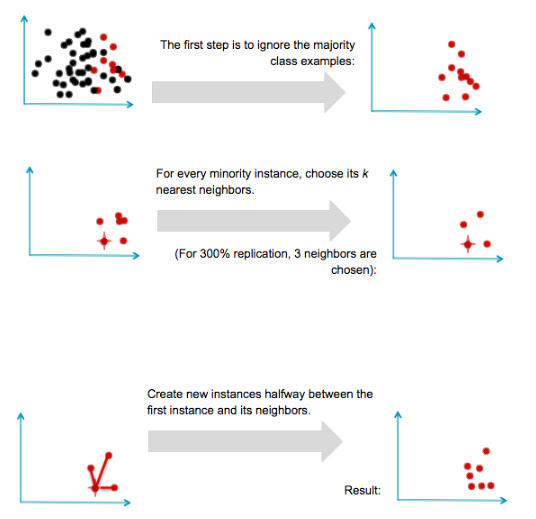 The first step is to ignore the majority
class examples:
For every minority instance, choose its k
nearest neighbors.
(For 300% replication, 3 neighbors are
chosen):
Create new instances halfway between the
first instance and its neighbors.
Result: